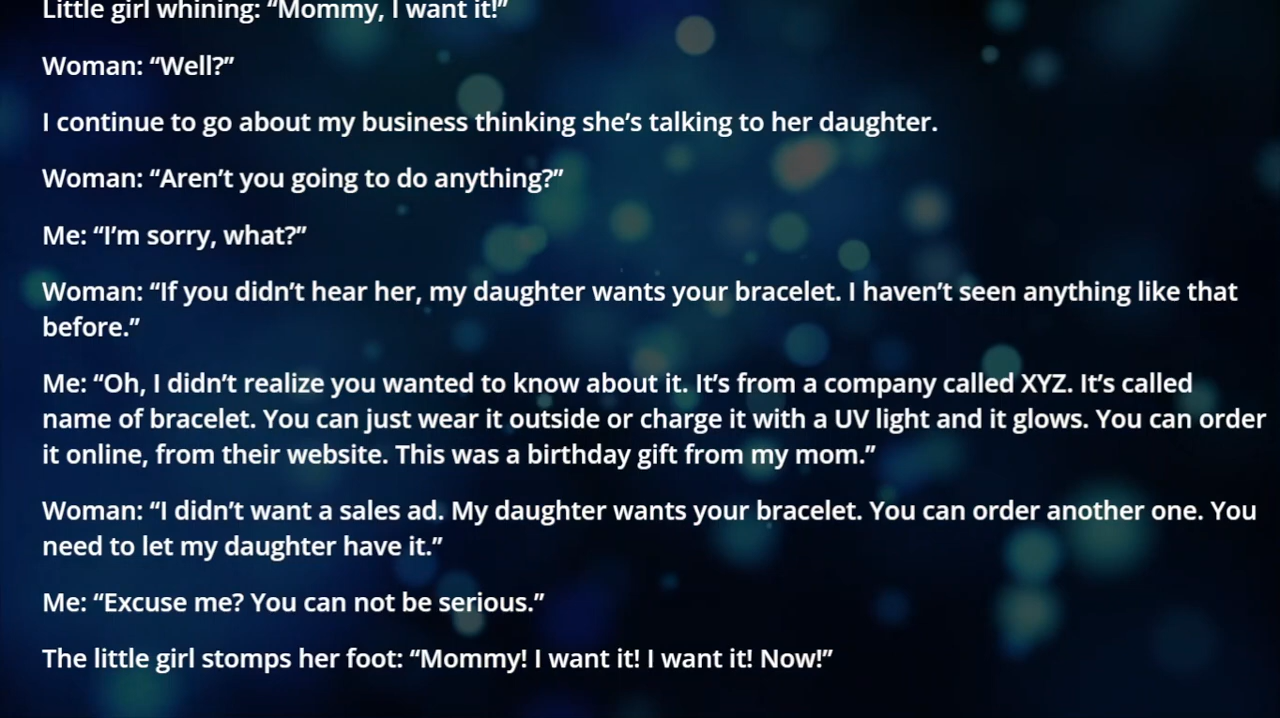 Little girl whining: “Mommy, I want it!”
Woman: “Well?”
I continue to go about my business thinking she’s talking to her daughter.
Woman: “Aren’t you going to do anything?”
Me: “I’m sorry, what?”
Woman: “If you didn’t hear her, my daughter wants your bracelet. I haven’t seen anything like that
before.”
Me: “Oh, I didn’t realize you wanted to know about it. It’s from a company called XYZ. It’s called
name of bracelet. You can just wear it outside or charge it with a UV light and it glows. You can order
it online, from their website. This was a birthday gift from my mom.”
Woman: “I didn’t want a sales ad. My daughter wants your bracelet. You can order another one. You
need to let my daughter have it.”
Me: “Excuse me? You can not be serious.”
The little girl stomps her foot: “Mommy! I want it! I want it! Now!”